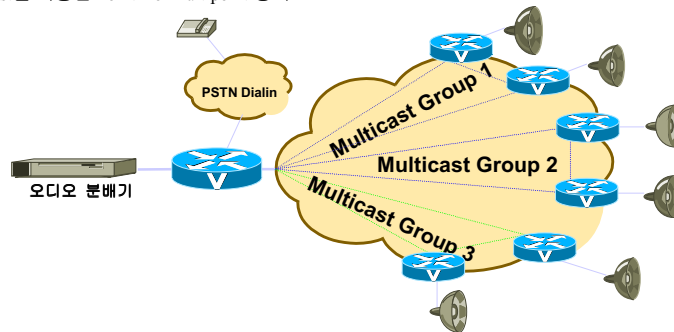 PSTN Dialin
Multicast Group 1
Multicast Group 2
Multicast Group 3
오디오 분배기
V
V
V
V
V
V
V